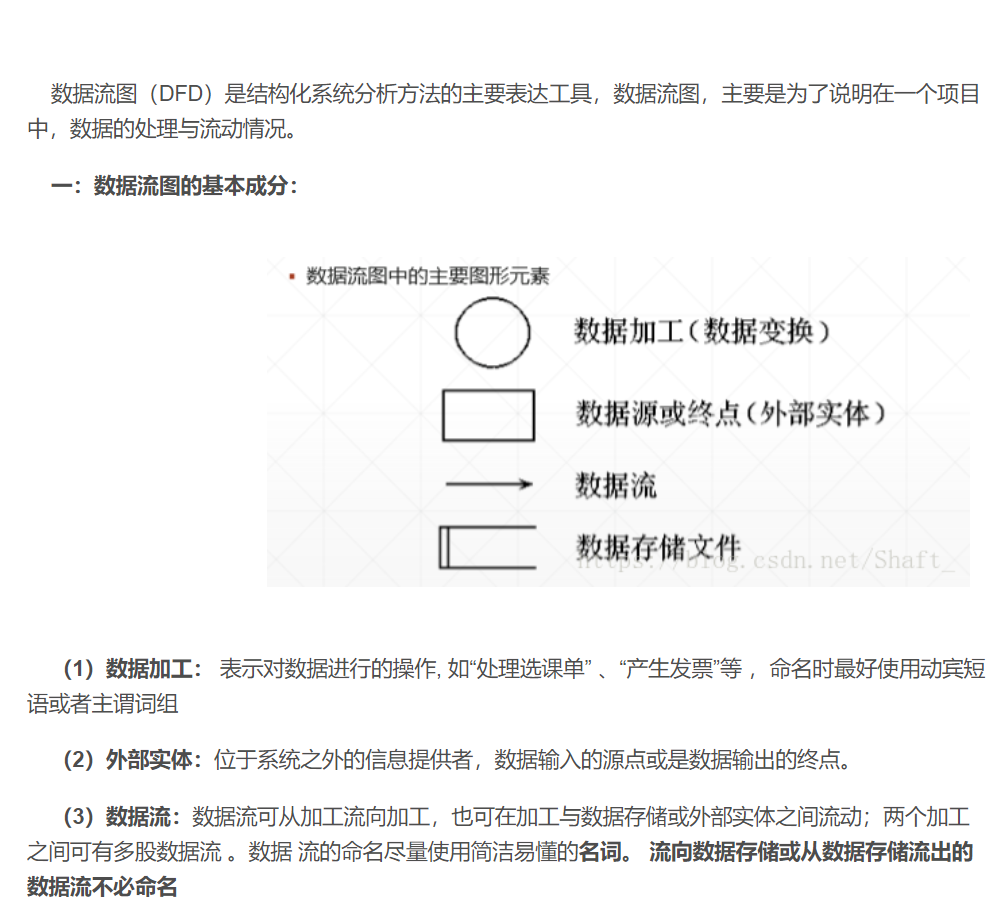 数据流图（DFD）是结构化系统分析方法的主要表达工具，数据流图，主要是为了说明在一个项目
中，数据的处理与流动情况。
一：数据流图的基本成分：
▪ 数据流图中的主要图形元素
数据加工（数据变换）
数据源或终点（外部实体）
数据流
数据存储文件
https://blog.csdn.net/Shaft_
（1）数据加工： 表示对数据进行的操作, 如“处理选课单” 、“产生发票”等 ，命名时最好使用动宾短
语或者主谓词组
（2）外部实体：位于系统之外的信息提供者，数据输入的源点或是数据输出的终点。
（3）数据流：数据流可从加工流向加工，也可在加工与数据存储或外部实体之间流动；两个加工
之间可有多股数据流 。数据 流的命名尽量使用简洁易懂的名词。 流向数据存储或从数据存储流出的
数据流不必命名